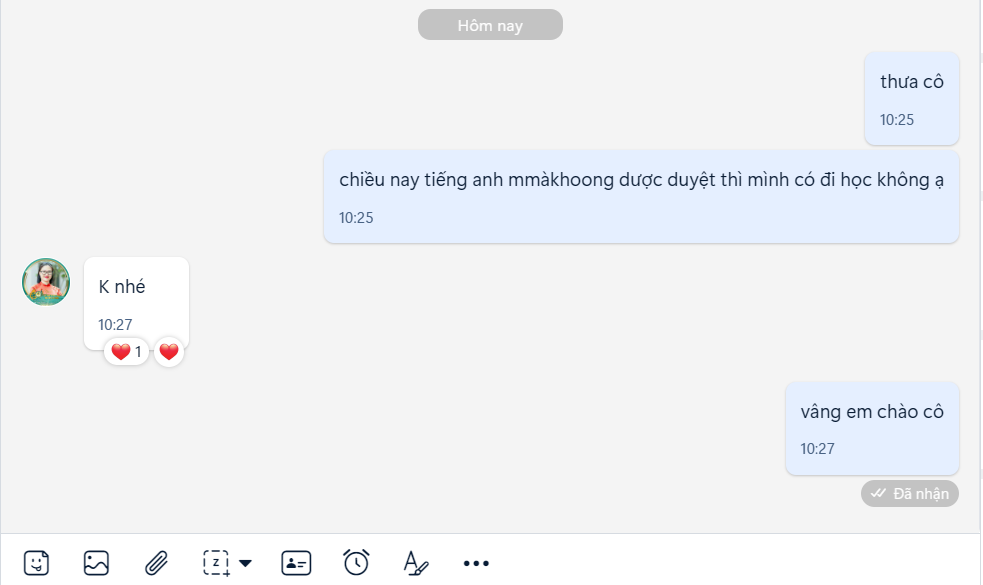 Hôm nay
thưa cô
10:25
chiều nay tiếng anh mmàkhoong dược duyệt thì mình có đi học không ạ
10:25
K nhé
10:27
1
vâng em chào cô
10:27
Đã nhận
z